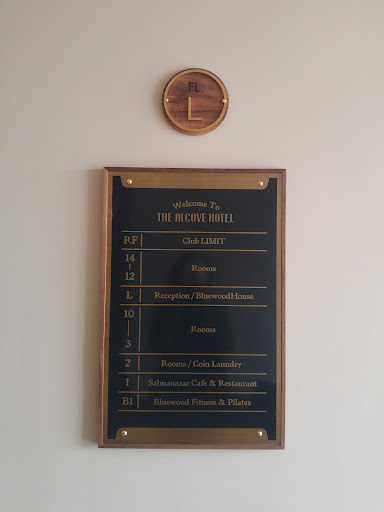 FL.
L
Welcome To
THE ALCOVE HOTEL
RF Club LIMIT
14
|
12
Rooms
L Reception / BluewoodHouse
10
|
3
Rooms
2 Rooms / Coin Laundry
1 Salmanazar Cafe & Restaurant
B1 Bluewood Fitness & Pilates